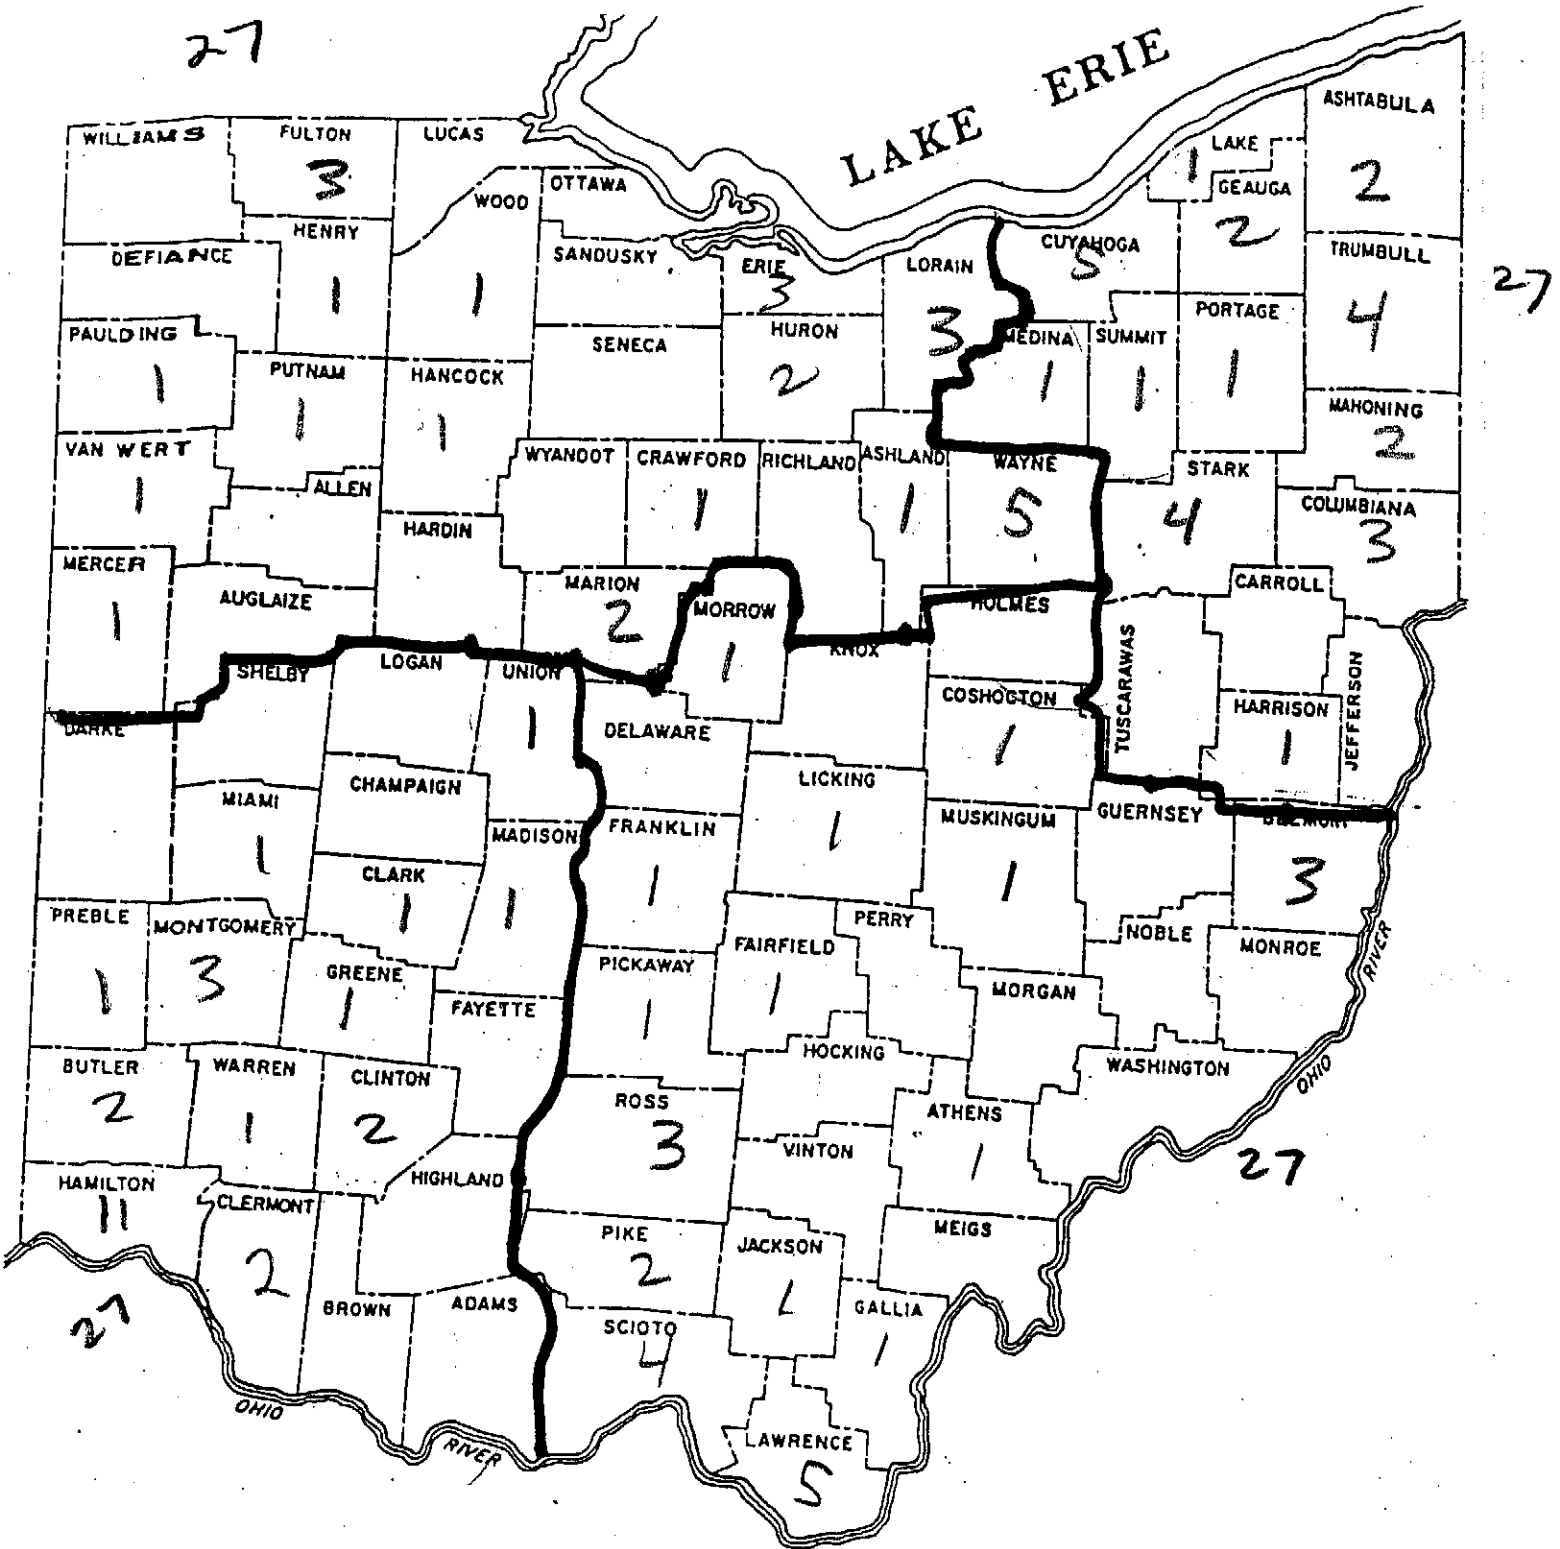 27
LAKE ERIE
ASHTABULA
2
WILLIAMS
FULTON
3
LUCAS
LAKE
1
GEAUGA
2
OTTAWA
WOOD
1
HENRY
1
DEFIANCE
SANDUSKY
ERIE
3
LORAIN
3
CUYAHOGA
5
TRUMBULL
4
27
PAULDING
1
PUTNAM
1
HANCOCK
1
SENECA
HURON
2
MEDINA
1
SUMMIT
1
PORTAGE
1
MAHONING
2
VAN WERT
1
ALLEN
WYANDOT
CRAWFORD
1
RICHLAND
ASHLAND
1
WAYNE
5
STARK
4
COLUMBIANA
3
HARDIN
MERCER
1
AUGLAIZE
MARION
2
MORROW
1
HOLMES
CARROLL
SHELBY
LOGAN
UNION
1
KNOX
COSHOCTON
1
TUSCARAWAS
HARRISON
1
JEFFERSON
DARKE
DELAWARE
CHAMPAIGN
LICKING
1
MIAMI
1
MADISON
1
FRANKLIN
1
MUSKINGUM
1
GUERNSEY
BELMONT
3
CLARK
1
PREBLE
1
MONTGOMERY
3
PERRY
FAIRFIELD
1
NOBLE
MONROE
RIVER
GREENE
1
PICKAWAY
1
MORGAN
FAYETTE
HOCKING
WASHINGTON
OHIO
BUTLER
2
WARREN
1
CLINTON
2
ROSS
3
ATHENS
1
VINTON
27
HAMILTON
11
HIGHLAND
CLERMONT
2
PIKE
2
JACKSON
1
MEIGS
27
BROWN
ADAMS
SCIOTO
4
GALLIA
1
OHIO
RIVER
LAWRENCE
5